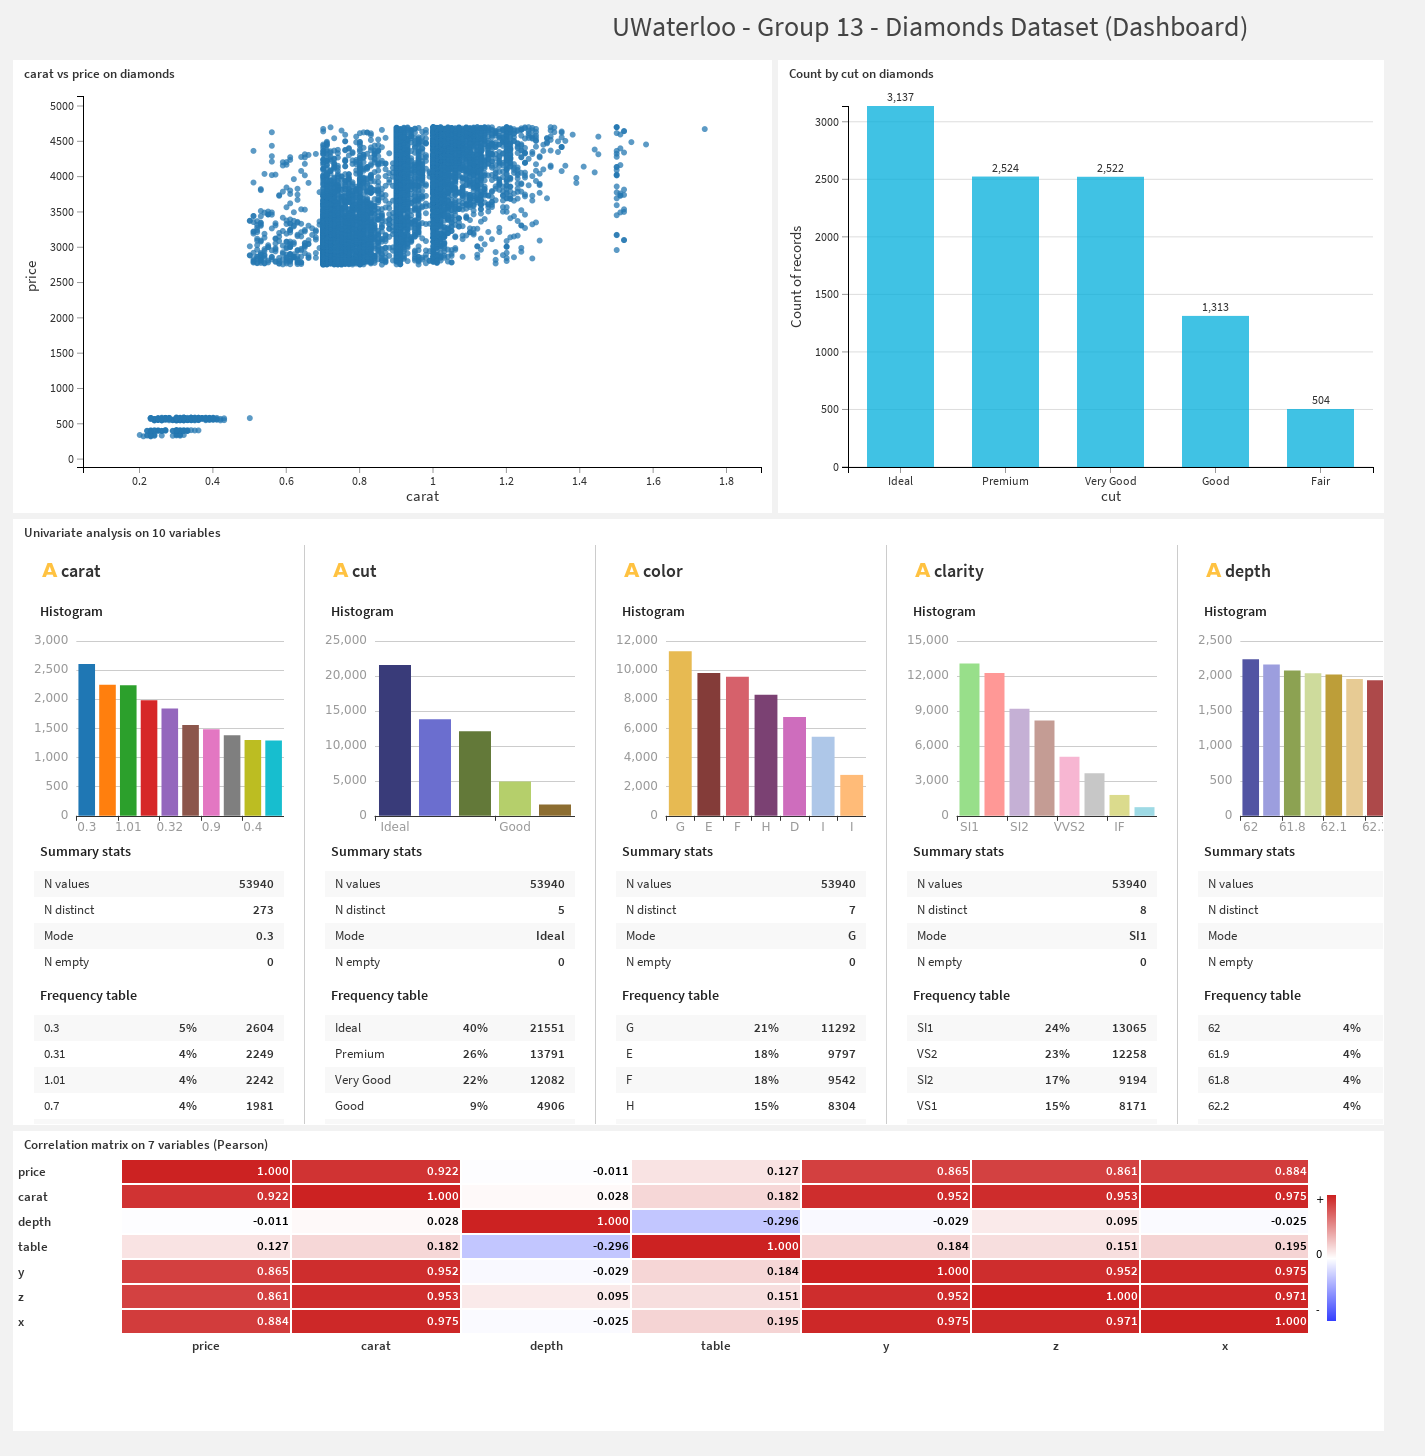 UWaterloo - Group 13 - Diamonds Dataset (Dashboard)
carat vs price on diamonds
5000
4500
4000
3500
3000
2500
2000
1500
1000
500
0
price
0.2 0.4 0.6 0.8 1 1.2 1.4 1.6 1.8
carat
Count by cut on diamonds
3,137
2,524
2,522
1,313
504
3000
2500
2000
1500
1000
500
0
Count of records
Ideal Premium Very Good Good Fair
cut
Univariate analysis on 10 variables
A carat
Histogram
3,000
2,500
2,000
1,500
1,000
500
0
0.3 1.01 0.32 0.9 0.4
Summary stats
N values 53940
N distinct 273
Mode 0.3
N empty 0
Frequency table
0.3 5% 2604
0.31 4% 2249
1.01 4% 2242
0.7 4% 1981
A cut
Histogram
25,000
20,000
15,000
10,000
5,000
0
Ideal Good
Summary stats
N values 53940
N distinct 5
Mode Ideal
N empty 0
Frequency table
Ideal 40% 21551
Premium 26% 13791
Very Good 22% 12082
Good 9% 4906
A color
Histogram
12,000
10,000
8,000
6,000
4,000
2,000
0
G E F H D I I
Summary stats
N values 53940
N distinct 7
Mode G
N empty 0
Frequency table
G 21% 11292
E 18% 9797
F 18% 9542
H 15% 8304
A clarity
Histogram
15,000
12,000
9,000
6,000
3,000
0
SI1 SI2 VVS2 IF
Summary stats
N values 53940
N distinct 8
Mode SI1
N empty 0
Frequency table
SI1 24% 13065
VS2 23% 12258
SI2 17% 9194
VS1 15% 8171
A depth
Histogram
2,500
2,000
1,500
1,000
500
0
62 61.8 62.1
Summary stats
N values
N distinct
Mode
N empty
Frequency table
62 4%
61.9 4%
61.8 4%
62.2 4%
Correlation matrix on 7 variables (Pearson)
price 1.000 0.922 -0.011 0.127 0.865 0.861 0.884
carat 0.922 1.000 0.028 0.182 0.952 0.953 0.975
depth -0.011 0.028 1.000 -0.296 -0.029 0.095 -0.025
table 0.127 0.182 -0.296 1.000 0.184 0.151 0.195
y 0.865 0.952 -0.029 0.184 1.000 0.952 0.975
z 0.861 0.953 0.095 0.151 0.952 1.000 0.971
x 0.884 0.975 -0.025 0.195 0.975 0.971 1.000
price carat depth table y z x
+
0
-